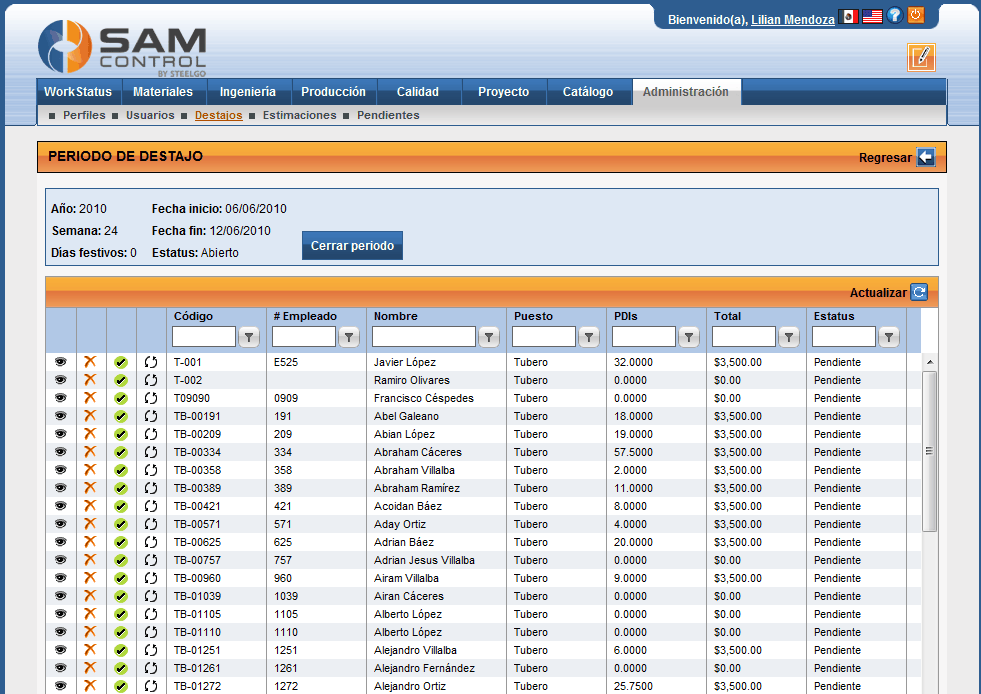 Bienvenido(a), Lilian Mendoza
SAM
CONTROL
BY STEELGO
WorkStatus Materiales Ingeniería Producción Calidad Proyecto Catálogo Administración
Perfiles Usuarios Destajos Estimaciones Pendientes
PERIODO DE DESTAJO Regresar
Año: 2010 Fecha inicio: 06/06/2010
Semana: 24 Fecha fin: 12/06/2010
Días festivos: 0 Estatus: Abierto
Cerrar periodo
Actualizar
Código # Empleado Nombre Puesto PDIs Total Estatus
T-001 E525 Javier López Tubero 32.0000 $3,500.00 Pendiente
T-002 Ramiro Olivares Tubero 0.0000 $0.00 Pendiente
T09090 0909 Francisco Céspedes Tubero 0.0000 $0.00 Pendiente
TB-00191 191 Abel Galeano Tubero 18.0000 $3,500.00 Pendiente
TB-00209 209 Abian López Tubero 19.0000 $3,500.00 Pendiente
TB-00334 334 Abraham Cáceres Tubero 57.5000 $3,500.00 Pendiente
TB-00358 358 Abraham Villalba Tubero 2.0000 $3,500.00 Pendiente
TB-00389 389 Abraham Ramírez Tubero 11.0000 $3,500.00 Pendiente
TB-00421 421 Acoidan Báez Tubero 8.0000 $3,500.00 Pendiente
TB-00571 571 Aday Ortiz Tubero 4.0000 $3,500.00 Pendiente
TB-00625 625 Adrian Báez Tubero 20.0000 $3,500.00 Pendiente
TB-00757 757 Adrian Jesus Villalba Tubero 0.0000 $0.00 Pendiente
TB-00960 960 Airam Villalba Tubero 9.0000 $3,500.00 Pendiente
TB-01039 1039 Airan Cáceres Tubero 0.0000 $0.00 Pendiente
TB-01105 1105 Alberto López Tubero 0.0000 $0.00 Pendiente
TB-01110 1110 Alberto López Tubero 0.0000 $0.00 Pendiente
TB-01251 1251 Alejandro Villalba Tubero 6.0000 $3,500.00 Pendiente
TB-01261 1261 Alejandro Fernández Tubero 0.0000 $0.00 Pendiente
TB-01272 1272 Alejandro Ortiz Tubero 25.7500 $3,500.00 Pendiente